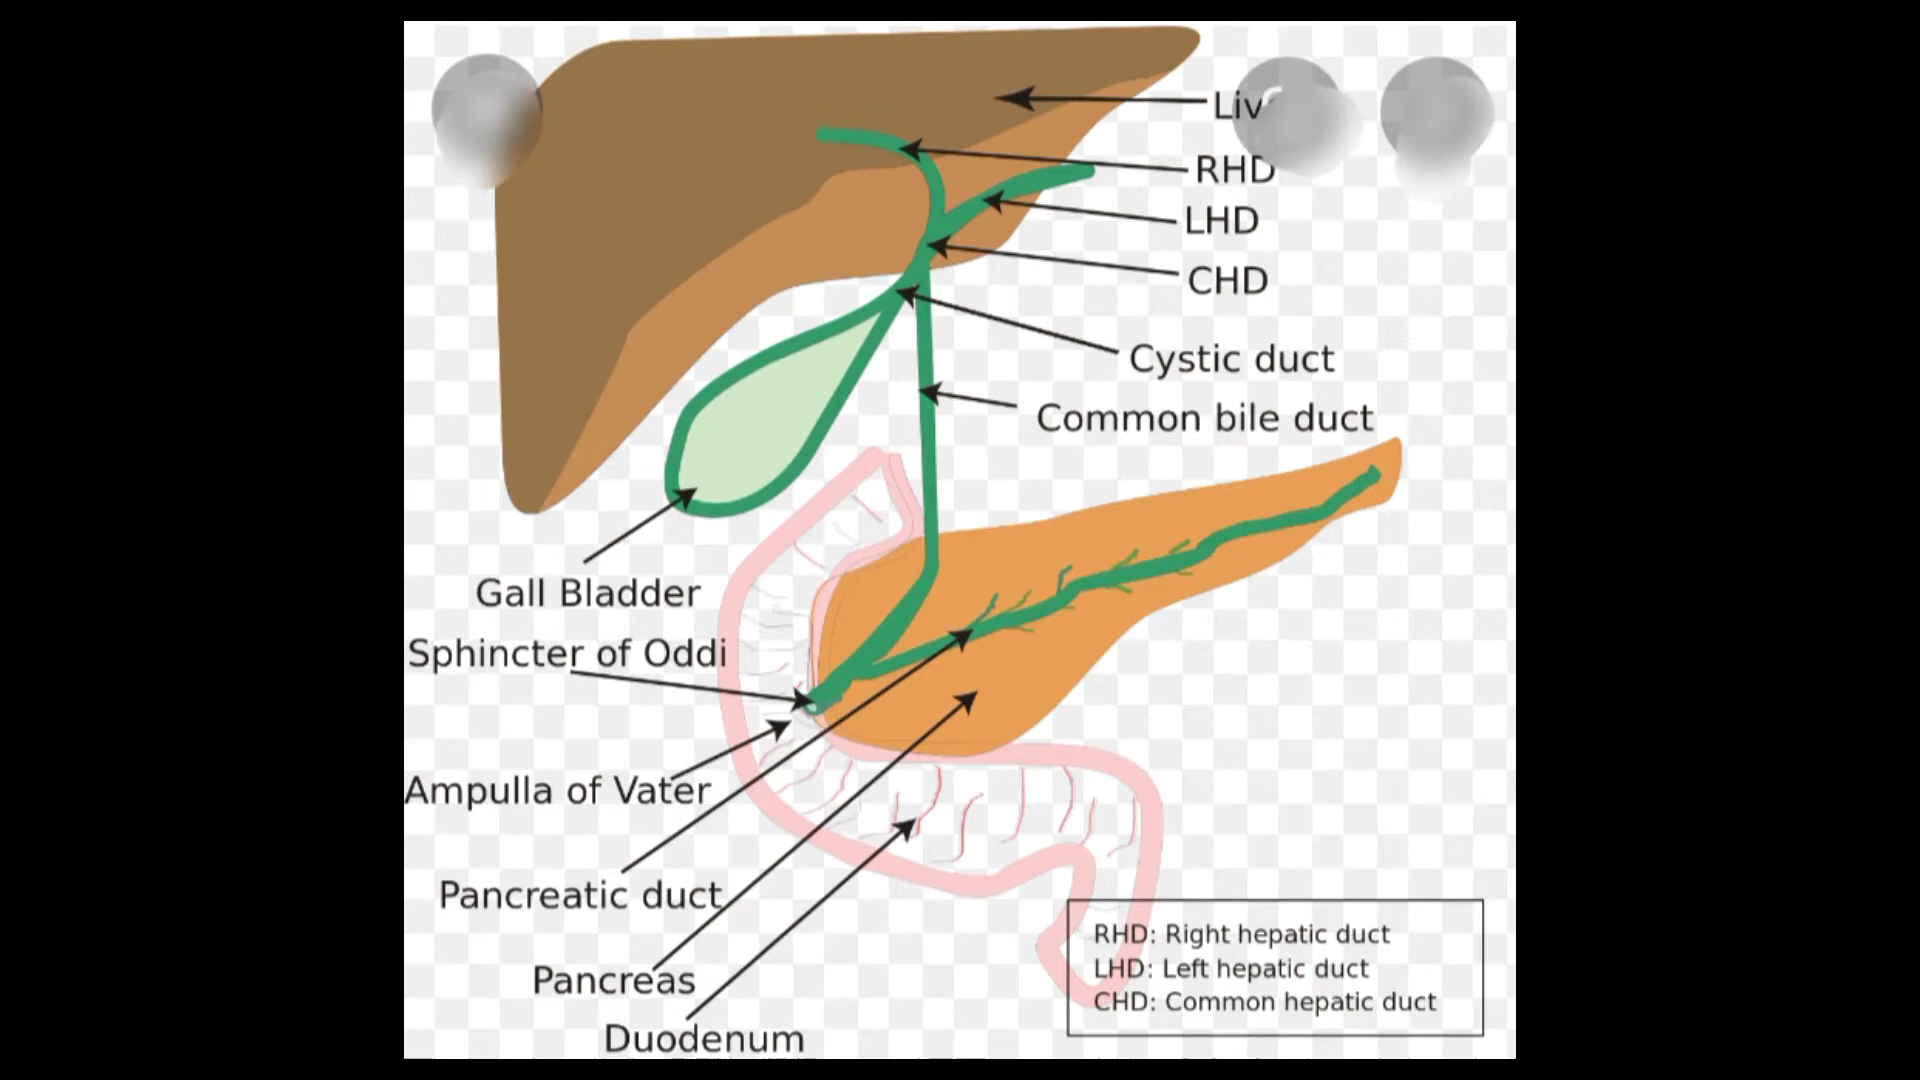 RHD
LHD
CHD
Cystic duct
Common bile duct
Gall Bladder
Sphincter of Oddi
Ampulla of Vater
Pancreatic duct
Pancreas
Duodenum
RHD: Right hepatic duct
LHD: Left hepatic duct
CHD: Common hepatic duct